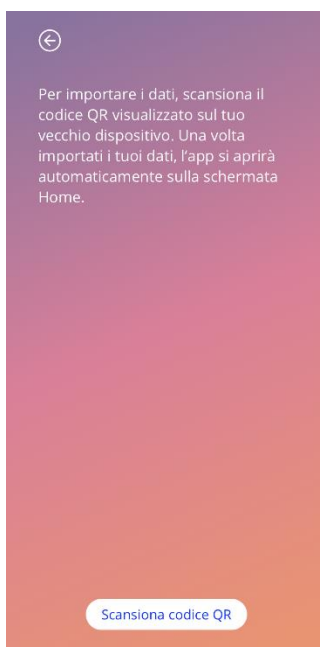 Per importare i dati, scansiona il
codice QR visualizzato sul tuo
vecchio dispositivo. Una volta
importati i tuoi dati, l’app si aprirà
automaticamente sulla schermata
Home.
Scansiona codice QR